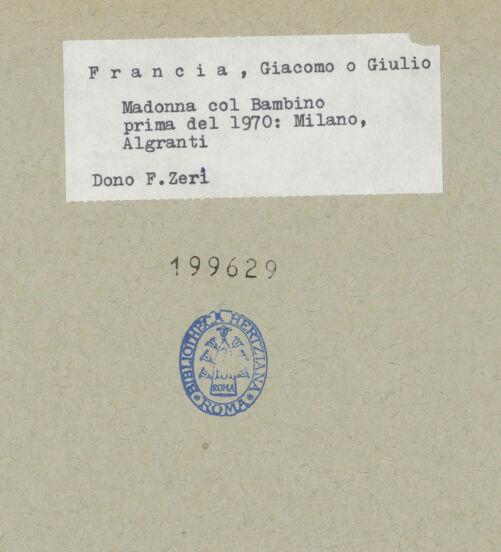 F r a n c i a , Giacomo o Giulio
Madonna col Bambino
prima del 1970: Milano,
Algranti
Dono F.Zeri
199629
BIBLIOTHECA HERTZIANA
ROMA
* ROMA *